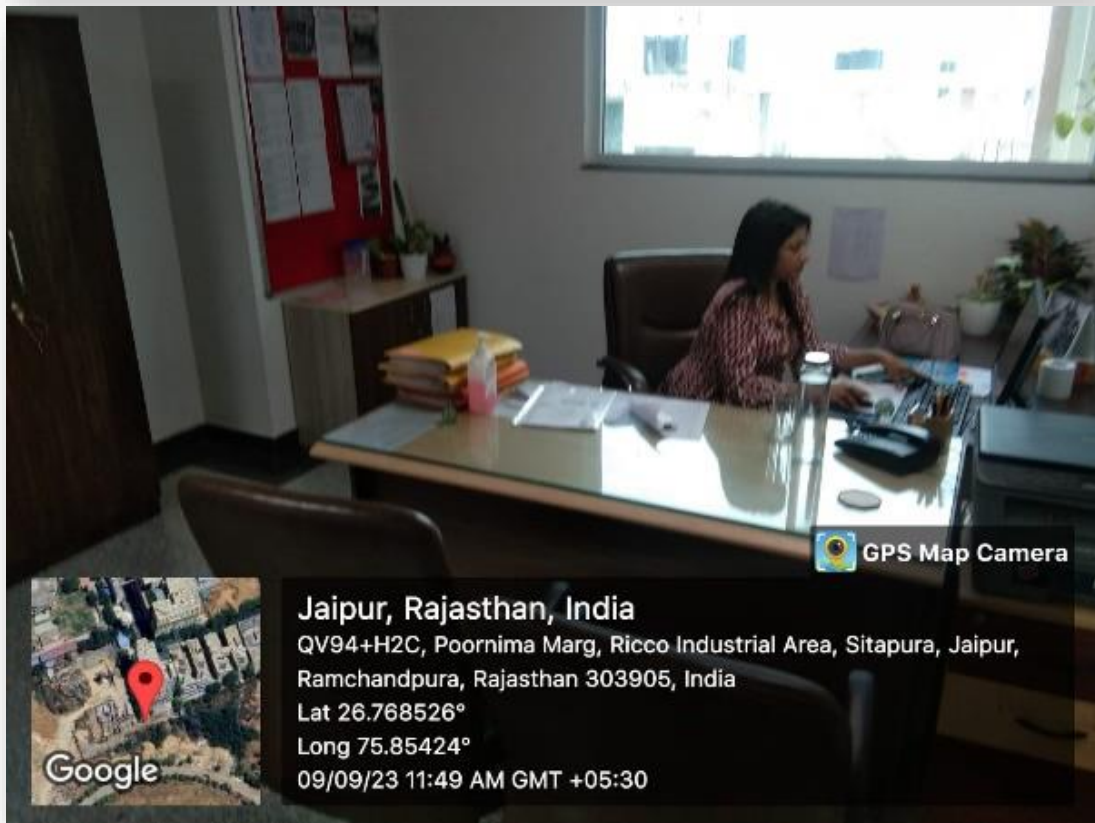 GPS Map Camera
Jaipur, Rajasthan, India
QV94+H2C, Poornima Marg, Ricco Industrial Area, Sitapura, Jaipur,
Ramchandpura, Rajasthan 303905, India
Lat 26.768526°
Long 75.85424°
09/09/23 11:49 AM GMT +05:30
Google